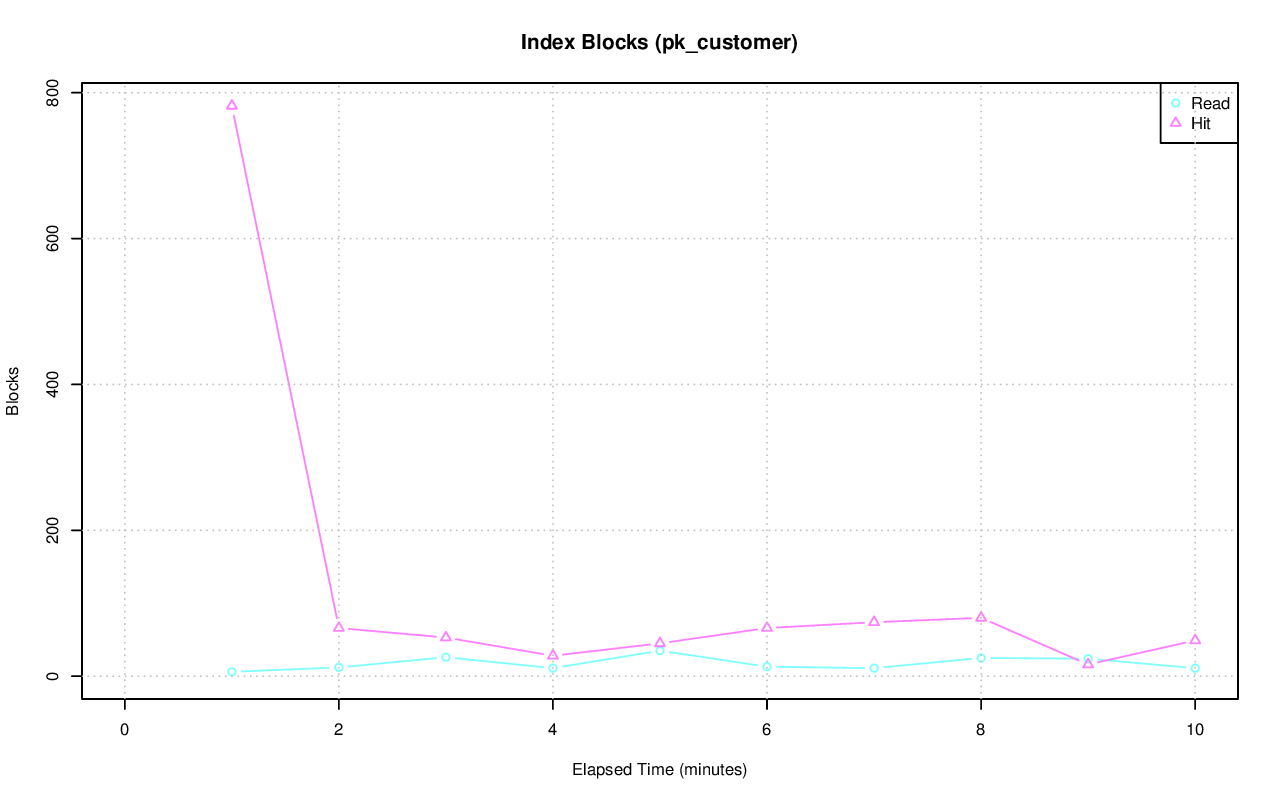 Index Blocks (pk_customer)
Read
Hit
800
600
400
200
0
Blocks
0 2 4 6 8 10
Elapsed Time (minutes)